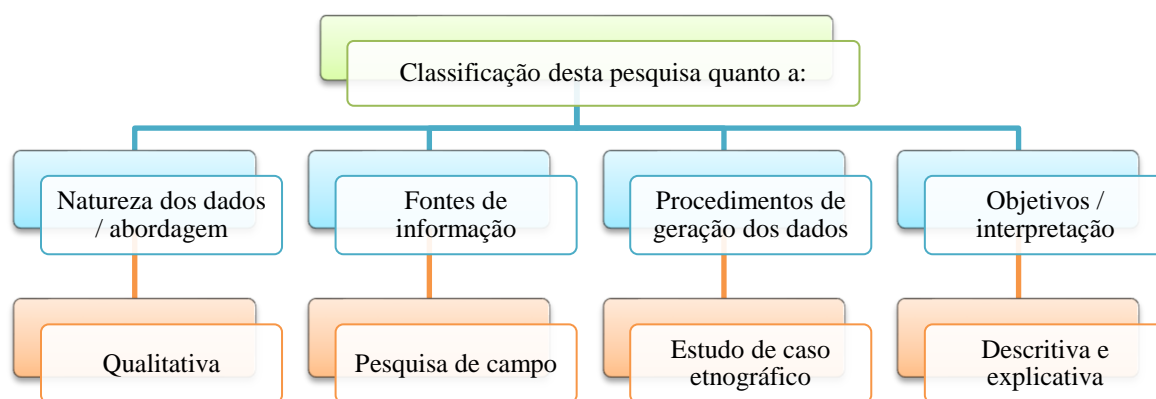 Classificação desta pesquisa quanto a:
Natureza dos dados
/ abordagem
Fontes de
informação
Procedimentos de
geração dos dados
Objetivos /
interpretação
Qualitativa
Pesquisa de campo
Estudo de caso
etnográfico
Descritiva e
explicativa